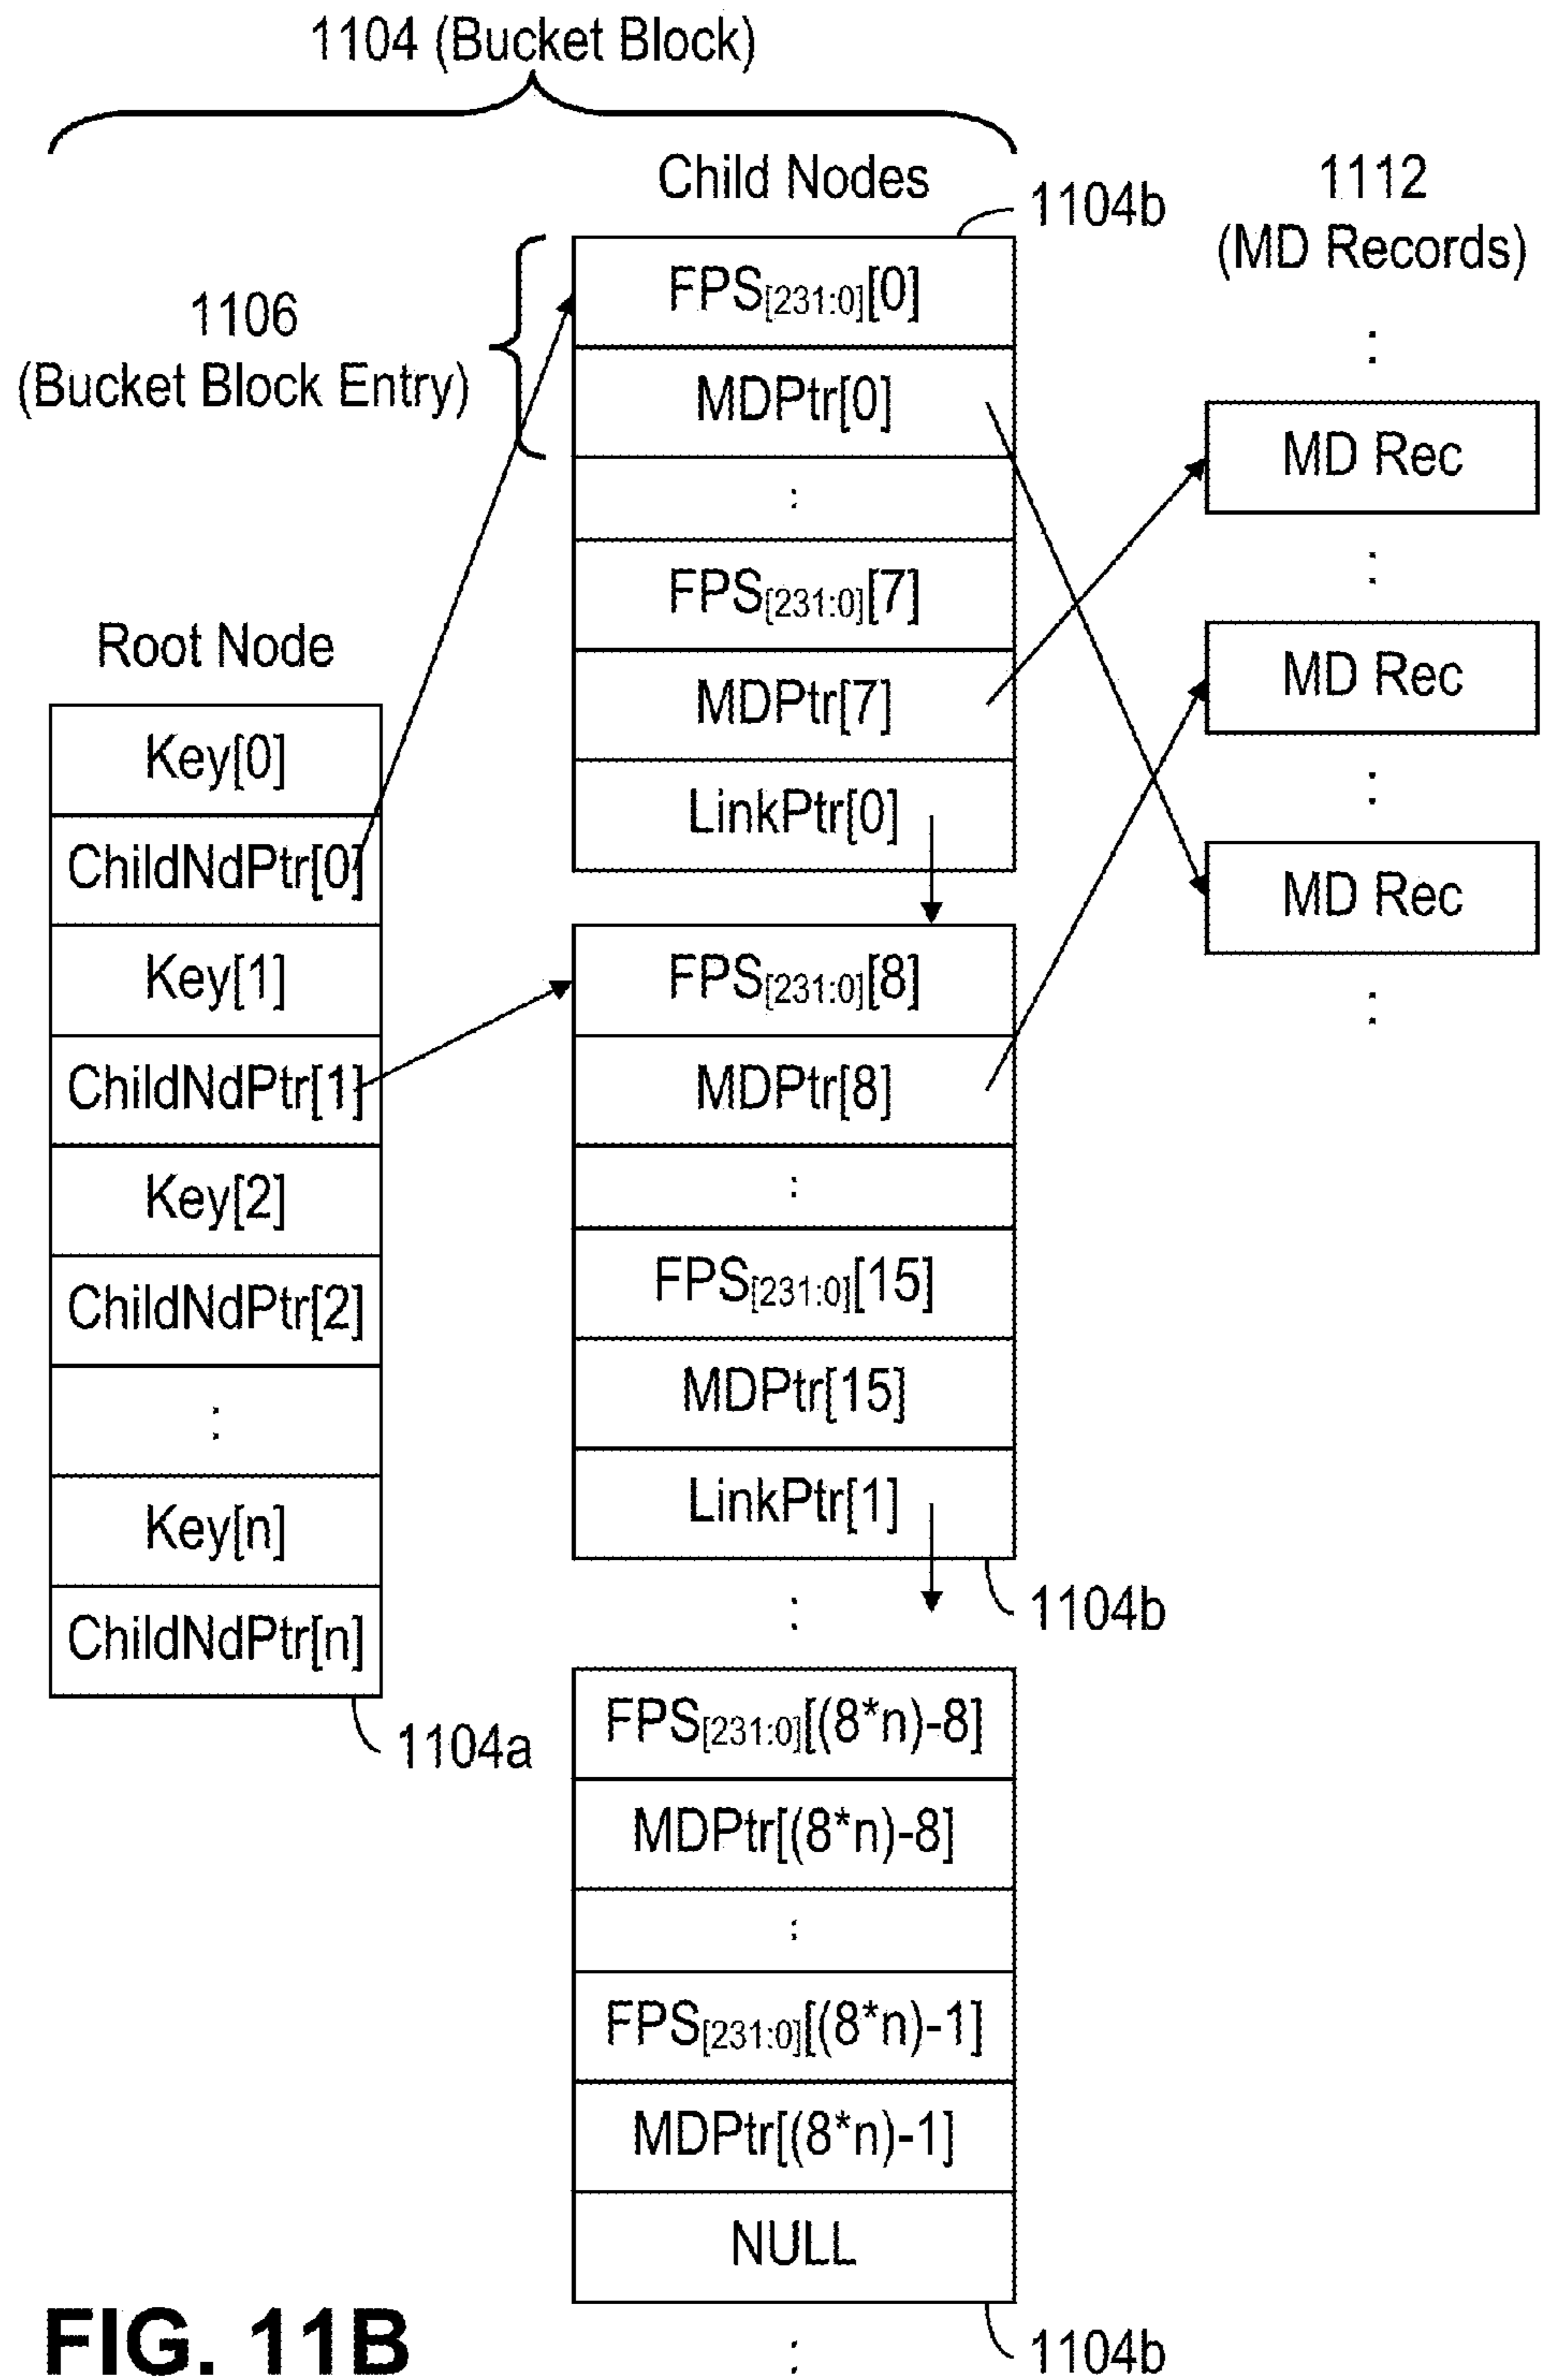 1104 (Bucket Block)
Child Nodes
1104b
1112
(MD Records)
1106
(Bucket Block Entry)
FPS[231:0][0]
MDPtr[0]
:
FPS[231:0][7]
MDPtr[7]
LinkPtr[0]
:
MD Rec
:
MD Rec
:
MD Rec
:
Root Node
Key[0]
ChildNdPtr[0]
Key[1]
ChildNdPtr[1]
Key[2]
ChildNdPtr[2]
:
Key[n]
ChildNdPtr[n]
1104a
FPS[231:0][8]
MDPtr[8]
:
FPS[231:0][15]
MDPtr[15]
LinkPtr[1]
1104b
:
FPS[231:0][(8*n)-8]
MDPtr[(8*n)-8]
:
FPS[231:0][(8*n)-1]
MDPtr[(8*n)-1]
NULL
1104b
:
FIG. 11B